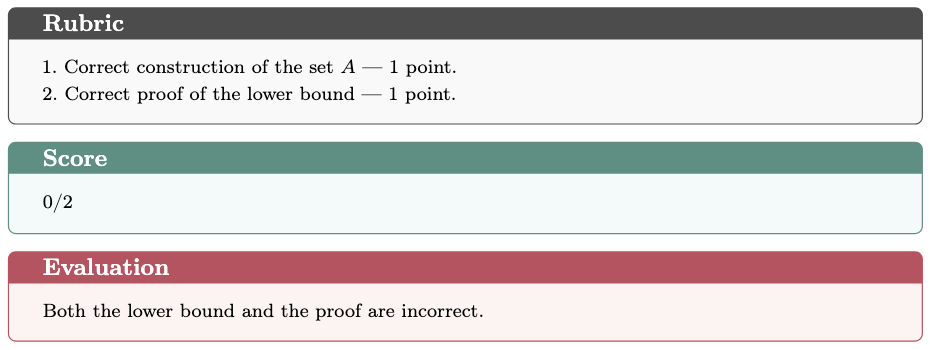 Rubric
1. Correct construction of the set A — 1 point.
2. Correct proof of the lower bound — 1 point.
Score
0/2
Evaluation
Both the lower bound and the proof are incorrect.